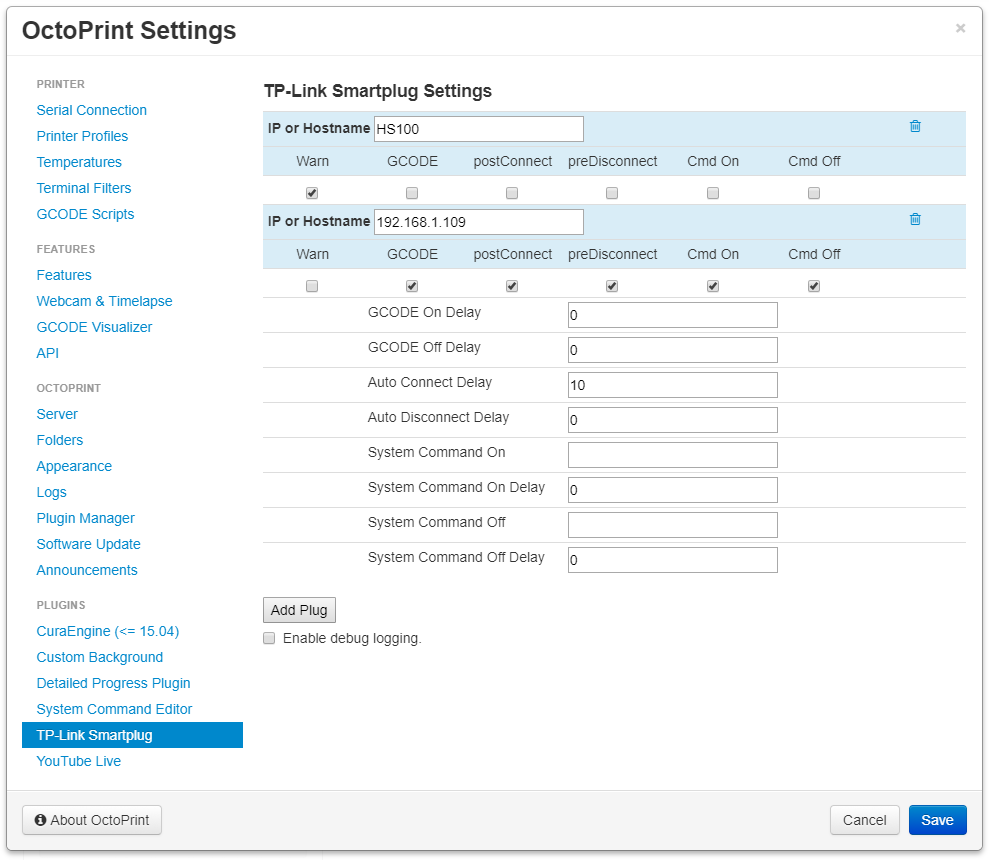 OctoPrint Settings
×
PRINTER
Serial Connection
Printer Profiles
Temperatures
Terminal Filters
GCODE Scripts
FEATURES
Features
Webcam & Timelapse
GCODE Visualizer
API
OCTOPRINT
Server
Folders
Appearance
Logs
Plugin Manager
Software Update
Announcements
PLUGINS
CuraEngine (<= 15.04)
Custom Background
Detailed Progress Plugin
System Command Editor
TP-Link Smartplug
YouTube Live
TP-Link Smartplug Settings
IP or Hostname HS100
Warn GCODE postConnect preDisconnect Cmd On Cmd Off
IP or Hostname 192.168.1.109
Warn GCODE postConnect preDisconnect Cmd On Cmd Off
GCODE On Delay 0
GCODE Off Delay 0
Auto Connect Delay 10
Auto Disconnect Delay 0
System Command On
System Command On Delay 0
System Command Off
System Command Off Delay 0
Add Plug
Enable debug logging.
About OctoPrint
Cancel Save